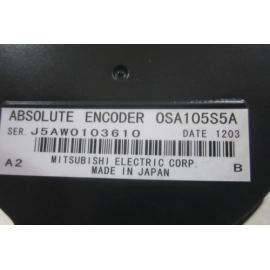 ABSOLUTE ENCODER OSA105S5A
SER. J5AW0103610 DATE 1203
A2 MITSUBISHI ELECTRIC CORP. B
MADE IN JAPAN